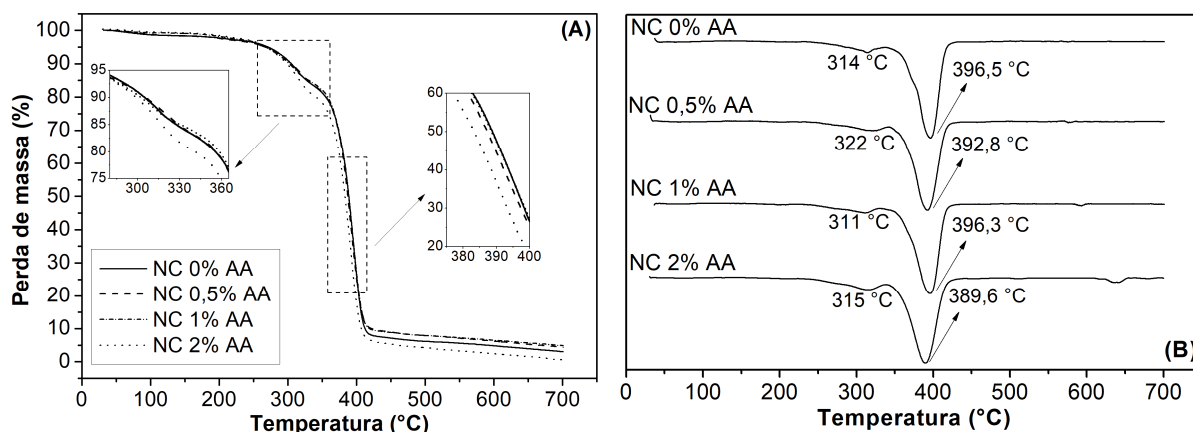 (A)
Perda de massa (%)
100
90
80
70
60
50
40
30
20
10
0
95
90
85
80
75
300
330
360
60
50
40
30
20
380
390
400
NC 0% AA
NC 0,5% AA
NC 1% AA
NC 2% AA
0 100 200 300 400 500 600 700
Temperatura (°C)
(B)
NC 0% AA
314 °C
396,5 °C
NC 0,5% AA
322 °C
392,8 °C
NC 1% AA
311 °C
396,3 °C
NC 2% AA
315 °C
389,6 °C
0 100 200 300 400 500 600 700
Temperatura (°C)